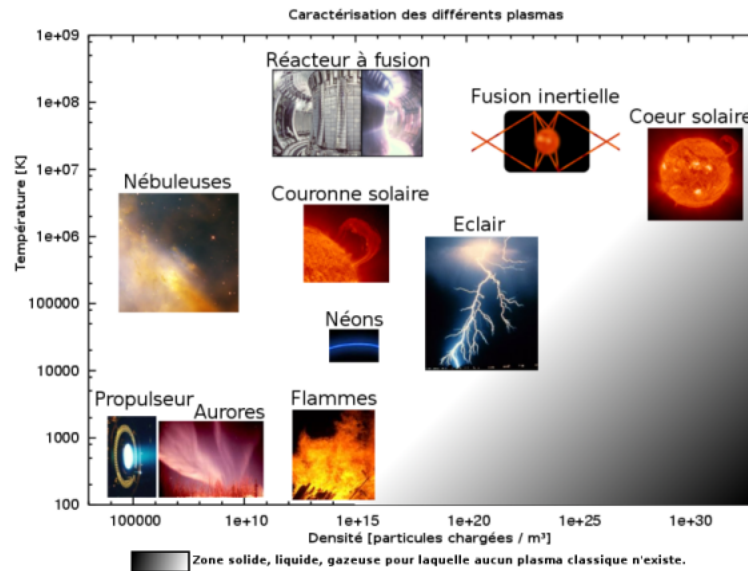 Caractérisation des différents plasmas
1e+09
1e+08
1e+07
1e+06
100000
10000
1000
100
Température [K]
Réacteur à fusion
Fusion inertielle
Coeur solaire
Nébuleuses
Couronne solaire
Eclair
Néons
Propulseur
Aurores
Flammes
100000
1e+10
1e+15
1e+20
1e+25
1e+30
Densité [particules chargées / m³]
Zone solide, liquide, gazeuse pour laquelle aucun plasma classique n'existe.